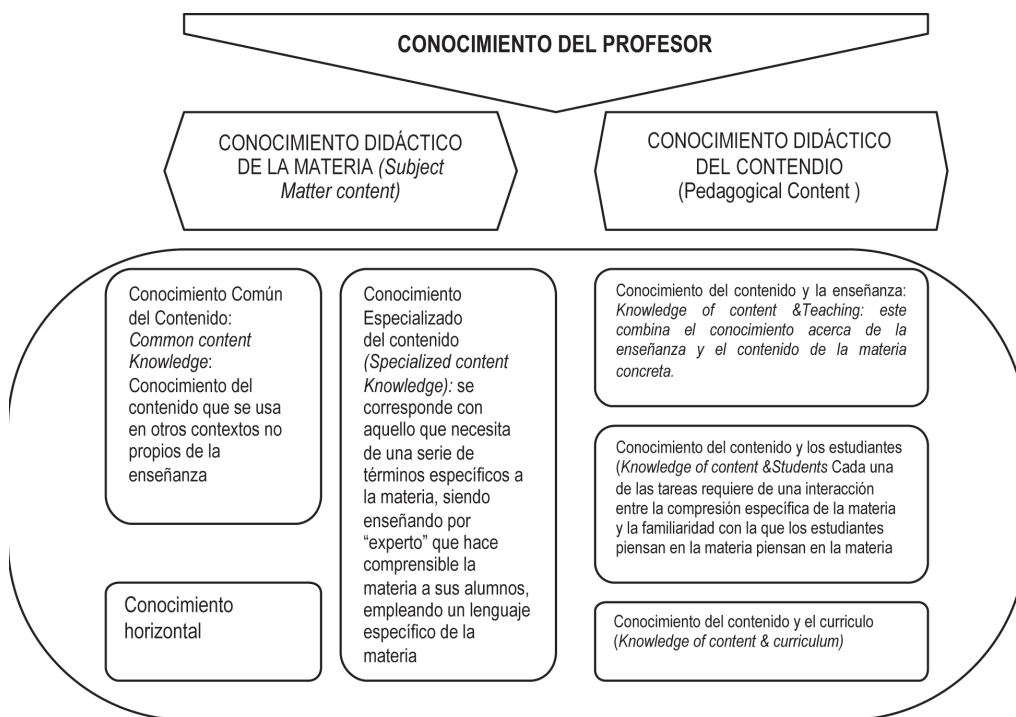 CONOCIMIENTO DEL PROFESOR
CONOCIMIENTO DIDÁCTICO
DE LA MATERIA (Subject
Matter content)
CONOCIMIENTO DIDÁCTICO
DEL CONTENDIO
(Pedagogical Content )
Conocimiento Común
del Contenido:
Common content
Knowledge:
Conocimiento del
contenido que se usa
en otros contextos no
propios de la
enseñanza
Conocimiento
horizontal
Conocimiento
Especializado
del contenido
(Specialized content
Knowledge): se
corresponde con
aquello que necesita
de una serie de
términos específicos a
la materia, siendo
enseñando por
“experto” que hace
comprensible la
materia a sus alumnos,
empleando un lenguaje
específico de la
materia
Conocimiento del contenido y la enseñanza:
Knowledge of content &Teaching: este
combina el conocimiento acerca de la
enseñanza y el contenido de la materia
concreta.
Conocimiento del contenido y los estudiantes
(Knowledge of content &Students Cada una
de las tareas requiere de una interacción
entre la compresión específica de la materia
y la familiaridad con la que los estudiantes
piensan en la materia piensan en la materia
Conocimiento del contenido y el curriculo
(Knowledge of content & curriculum)